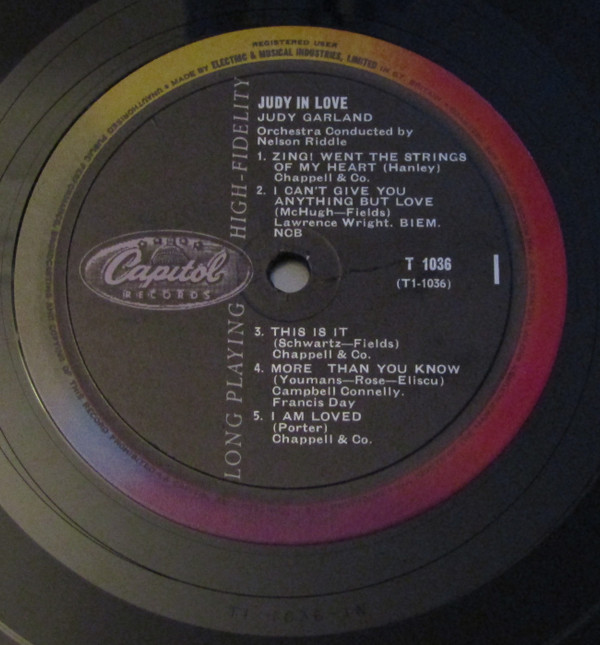 REGISTERED USER
MADE BY ELECTRIC & MUSICAL INDUSTRIES, LIMITED IN GT. BRITAIN
JUDY IN LOVE
JUDY GARLAND
Orchestra Conducted by
Nelson Riddle
1. ZING! WENT THE STRINGS
OF MY HEART (Hanley)
Chappell & Co.
2. I CAN'T GIVE YOU
ANYTHING BUT LOVE
(McHugh—Fields)
Lawrence Wright. BIEM.
NCB
Capitol
RECORDS
LONG PLAYING HIGH-FIDELITY
T 1036
(T1-1036)
1
3. THIS IS IT
(Schwartz—Fields)
Chappell & Co.
4. MORE THAN YOU KNOW
(Youmans—Rose—Eliscu)
Campbell Connelly.
Francis Day
5. I AM LOVED
(Porter)
Chappell & Co.